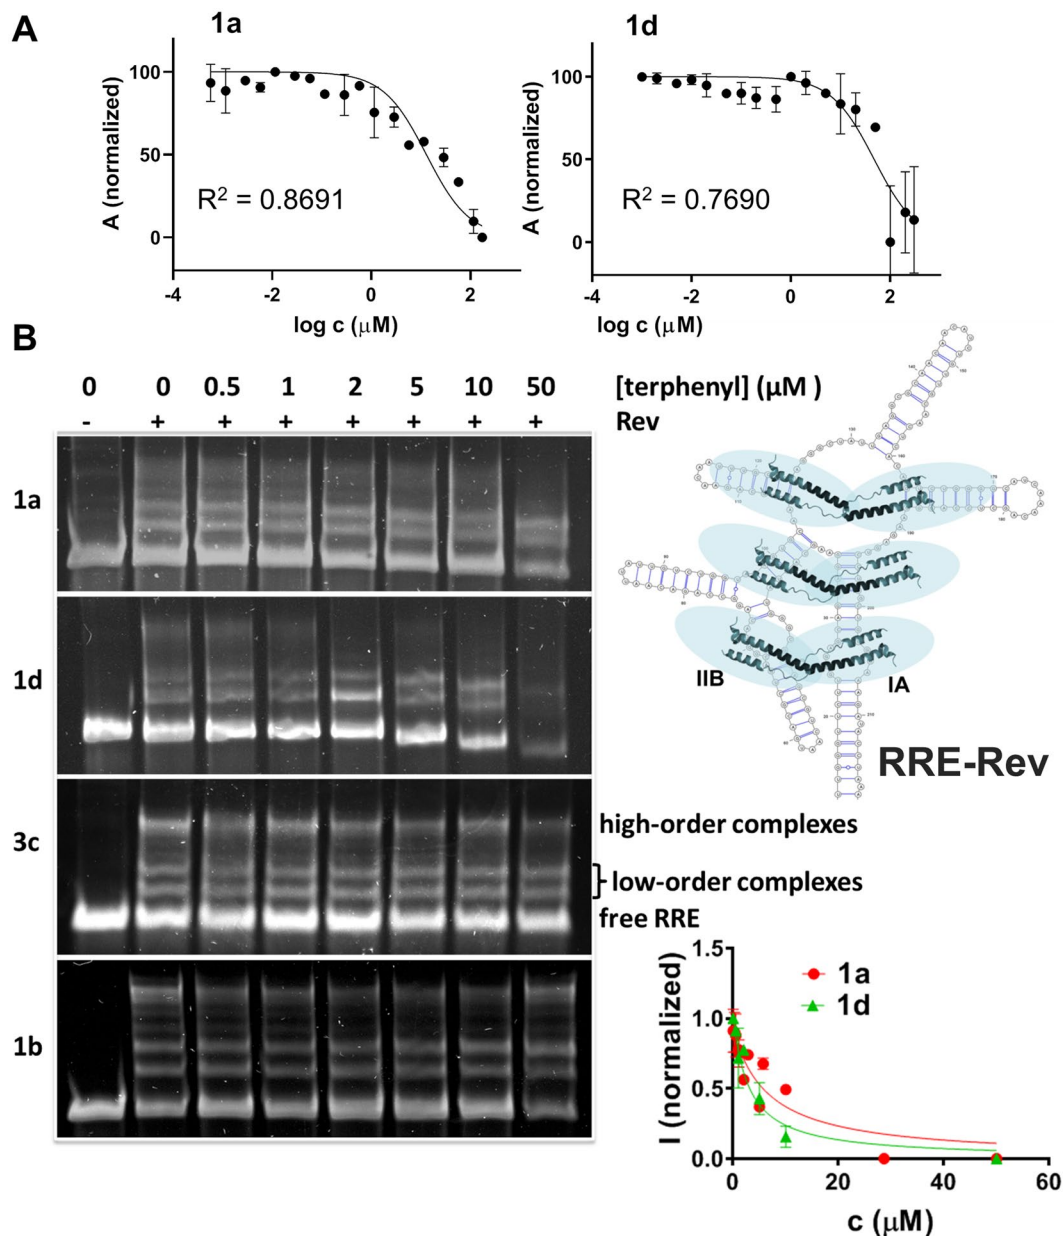 A
1a
A (normalized)
100
50
0
R² = 0.8691
-4 -2 0 2
log c (μM)
1d
A (normalized)
100
50
0
R² = 0.7690
-4 -2 0 2
log c (μM)
B
0 0 0.5 1 2 5 10 50 [terphenyl] (μM )
- + + + + + + + Rev
1a
1d
3c
1b
IIB
IA
RRE-Rev
high-order complexes
low-order complexes
free RRE
I (normalized)
1.5
1.0
0.5
0.0
1a
1d
0 20 40 60
c (μM)